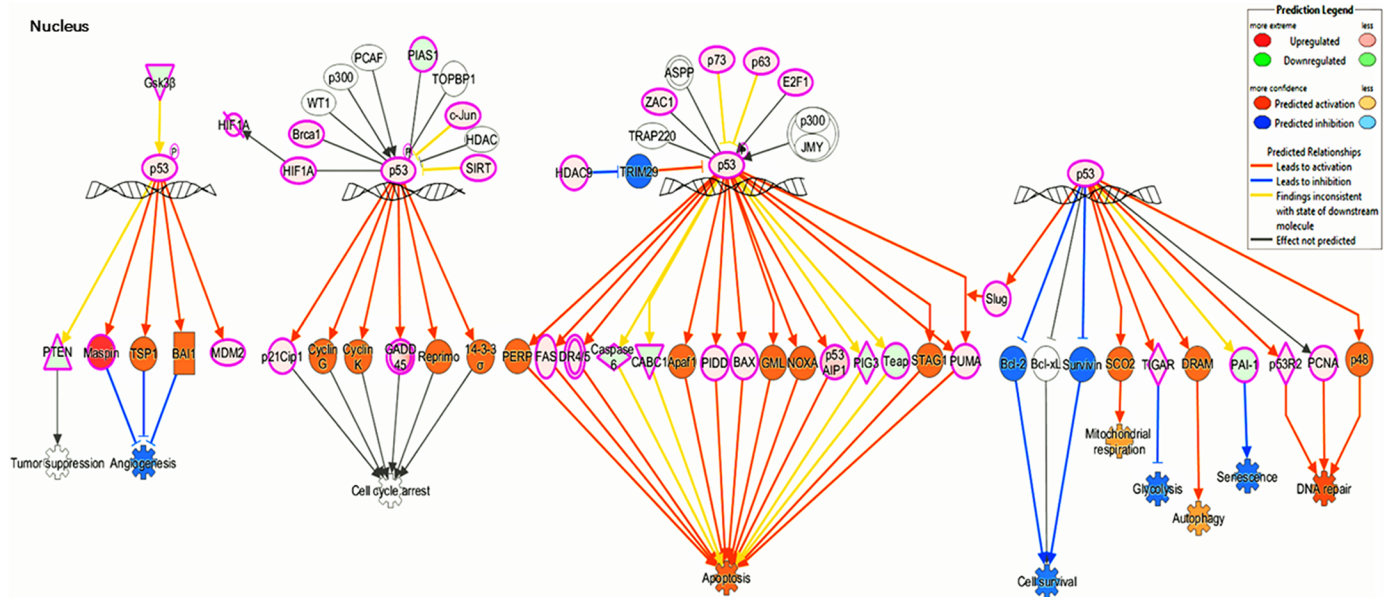 Nucleus
Prediction Legend
more extreme less
Upregulated
Downregulated
more confidence less
Predicted activation
Predicted inhibition
Predicted Relationships
Leads to activation
Leads to inhibition
Findings inconsistent
with state of downstream
molecule
Effect not predicted
Gsk3β
P
p53
PTEN
Maspin
TSP1
BAI1
MDM2
Tumor suppression
Angiogenesis
HIF1A
HIF1A
Brca1
WT1
p300
PCAF
PIAS1
TOPBP1
c-Jun
HDAC
SIRT
P
p53
p21Cip1
Cyclin
G
Cyclin
K
GADD
45
Reprimo
14-3-3
σ
Cell cycle arrest
HDAC9
TRIM29
TRAP220
ZAC1
ASPP
p73
p63
E2F1
p300
JMY
p53
PERP
FAS
DR4/5
Caspase
6
CABC1
Apaf1
PIDD
BAX
GML
NOXA
p53
AIP1
PIG3
Teap
STAG1
PUMA
Apoptosis
p53
Slug
Bcl-2
Bcl-xL
Survivin
SCO2
TIGAR
DRAM
PAI-1
p53R2
PCNA
p48
Mitochondrial
respiration
Glycolysis
Autophagy
Senescence
DNA repair
Cell survival